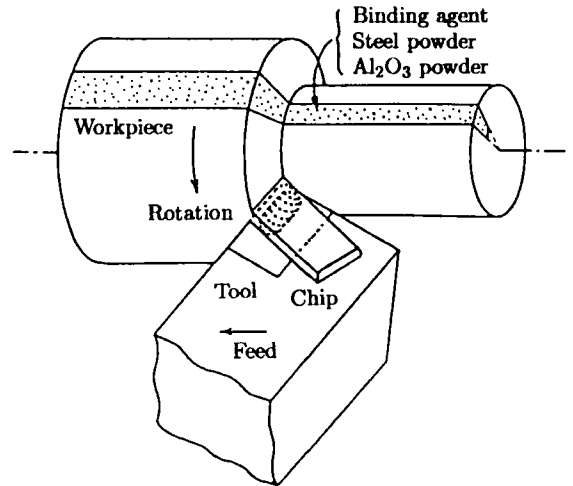 Binding agent
Steel powder
Al₂O₃ powder
Workpiece
Rotation
Tool
Chip
Feed